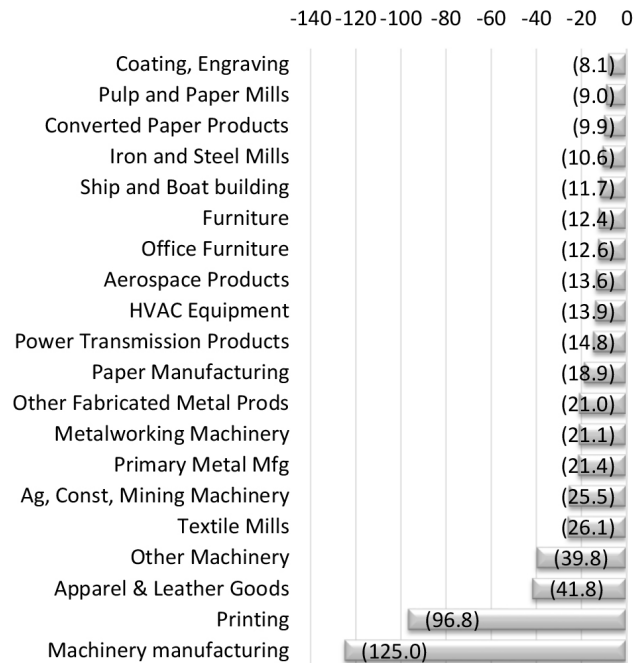 -140 -120 -100 -80 -60 -40 -20 0
Coating, Engraving (8.1)
Pulp and Paper Mills (9.0)
Converted Paper Products (9.9)
Iron and Steel Mills (10.6)
Ship and Boat building (11.7)
Furniture (12.4)
Office Furniture (12.6)
Aerospace Products (13.6)
HVAC Equipment (13.9)
Power Transmission Products (14.8)
Paper Manufacturing (18.9)
Other Fabricated Metal Prods (21.0)
Metalworking Machinery (21.1)
Primary Metal Mfg (21.4)
Ag, Const, Mining Machinery (25.5)
Textile Mills (26.1)
Other Machinery (39.8)
Apparel & Leather Goods (41.8)
Printing (96.8)
Machinery manufacturing (125.0)